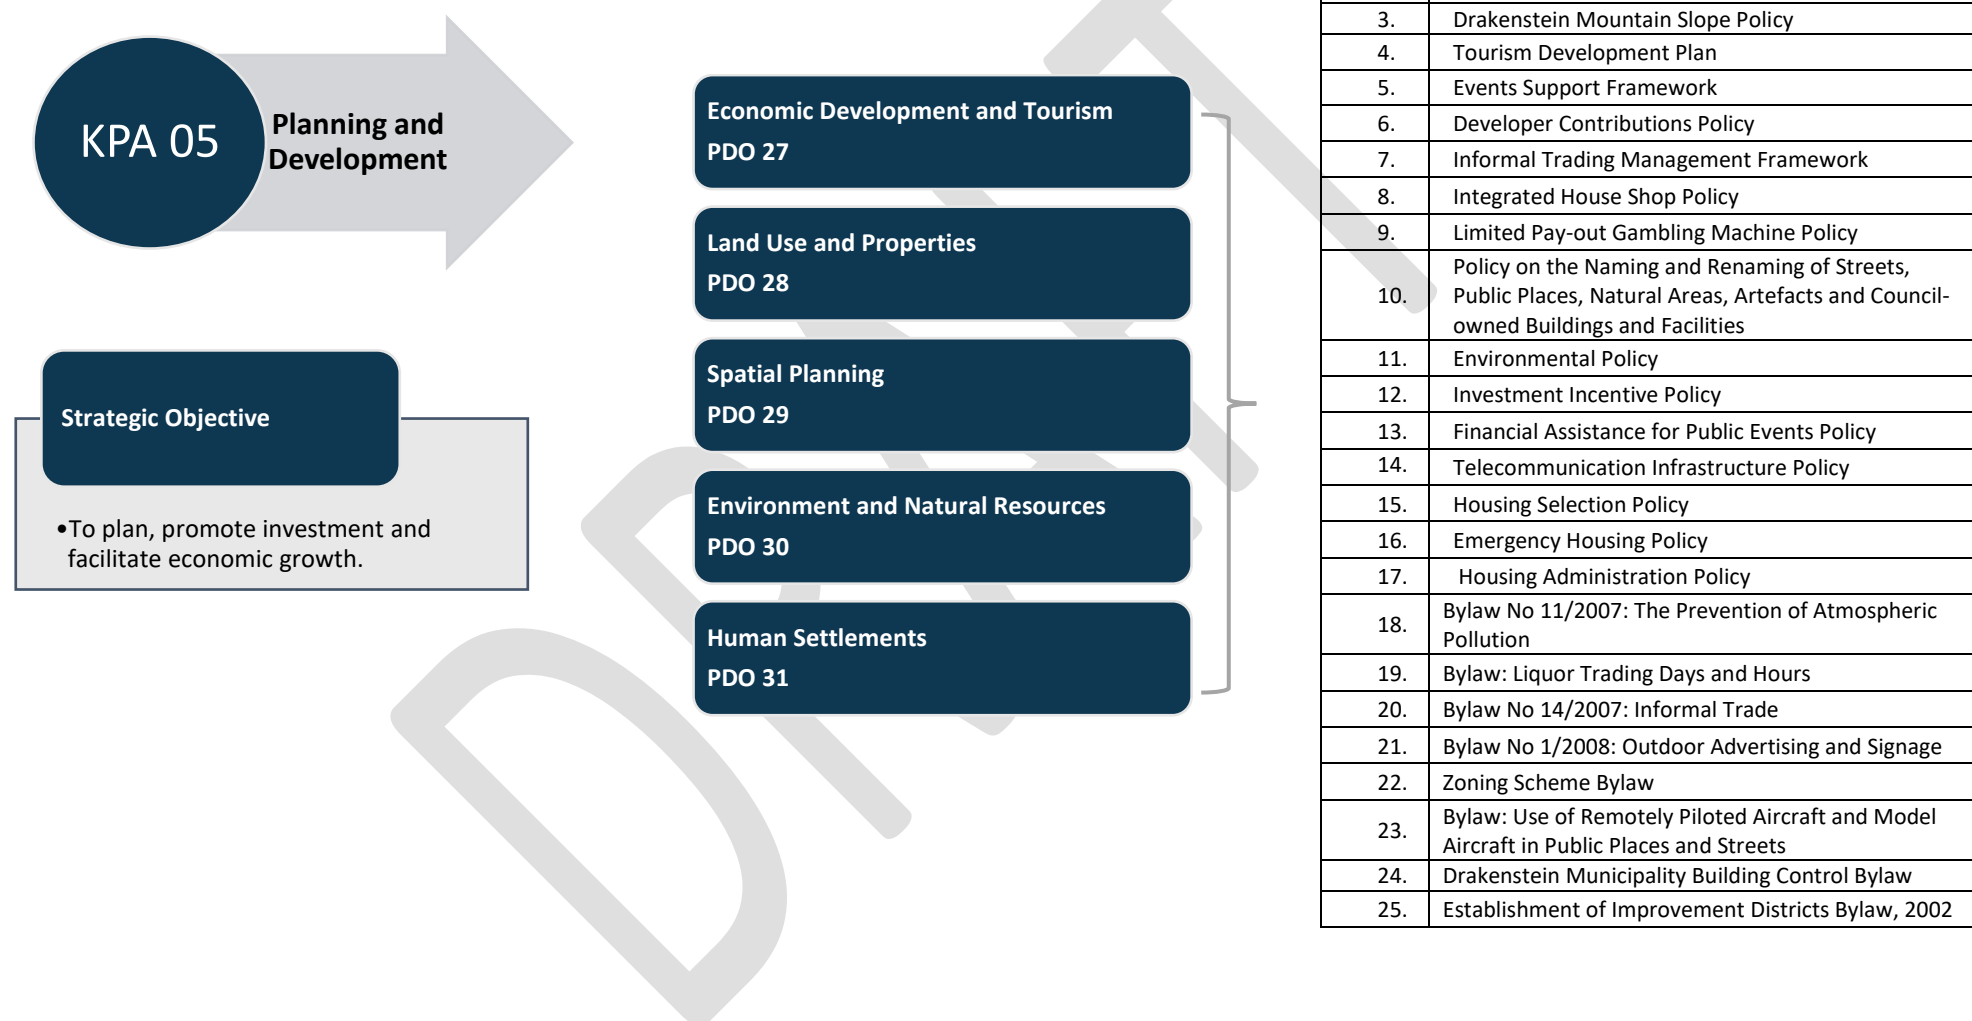 KPA 05
Planning and
Development
Strategic Objective
•To plan, promote investment and
facilitate economic growth.
Economic Development and Tourism
PDO 27
Land Use and Properties
PDO 28
Spatial Planning
PDO 29
Environment and Natural Resources
PDO 30
Human Settlements
PDO 31
3. Drakenstein Mountain Slope Policy
4. Tourism Development Plan
5. Events Support Framework
6. Developer Contributions Policy
7. Informal Trading Management Framework
8. Integrated House Shop Policy
9. Limited Pay-out Gambling Machine Policy
Policy on the Naming and Renaming of Streets,
10. Public Places, Natural Areas, Artefacts and Council-
owned Buildings and Facilities
11. Environmental Policy
12. Investment Incentive Policy
13. Financial Assistance for Public Events Policy
14. Telecommunication Infrastructure Policy
15. Housing Selection Policy
16. Emergency Housing Policy
17. Housing Administration Policy
18. Bylaw No 11/2007: The Prevention of Atmospheric
Pollution
19. Bylaw: Liquor Trading Days and Hours
20. Bylaw No 14/2007: Informal Trade
21. Bylaw No 1/2008: Outdoor Advertising and Signage
22. Zoning Scheme Bylaw
23. Bylaw: Use of Remotely Piloted Aircraft and Model
Aircraft in Public Places and Streets
24. Drakenstein Municipality Building Control Bylaw
25. Establishment of Improvement Districts Bylaw, 2002
DRAFT